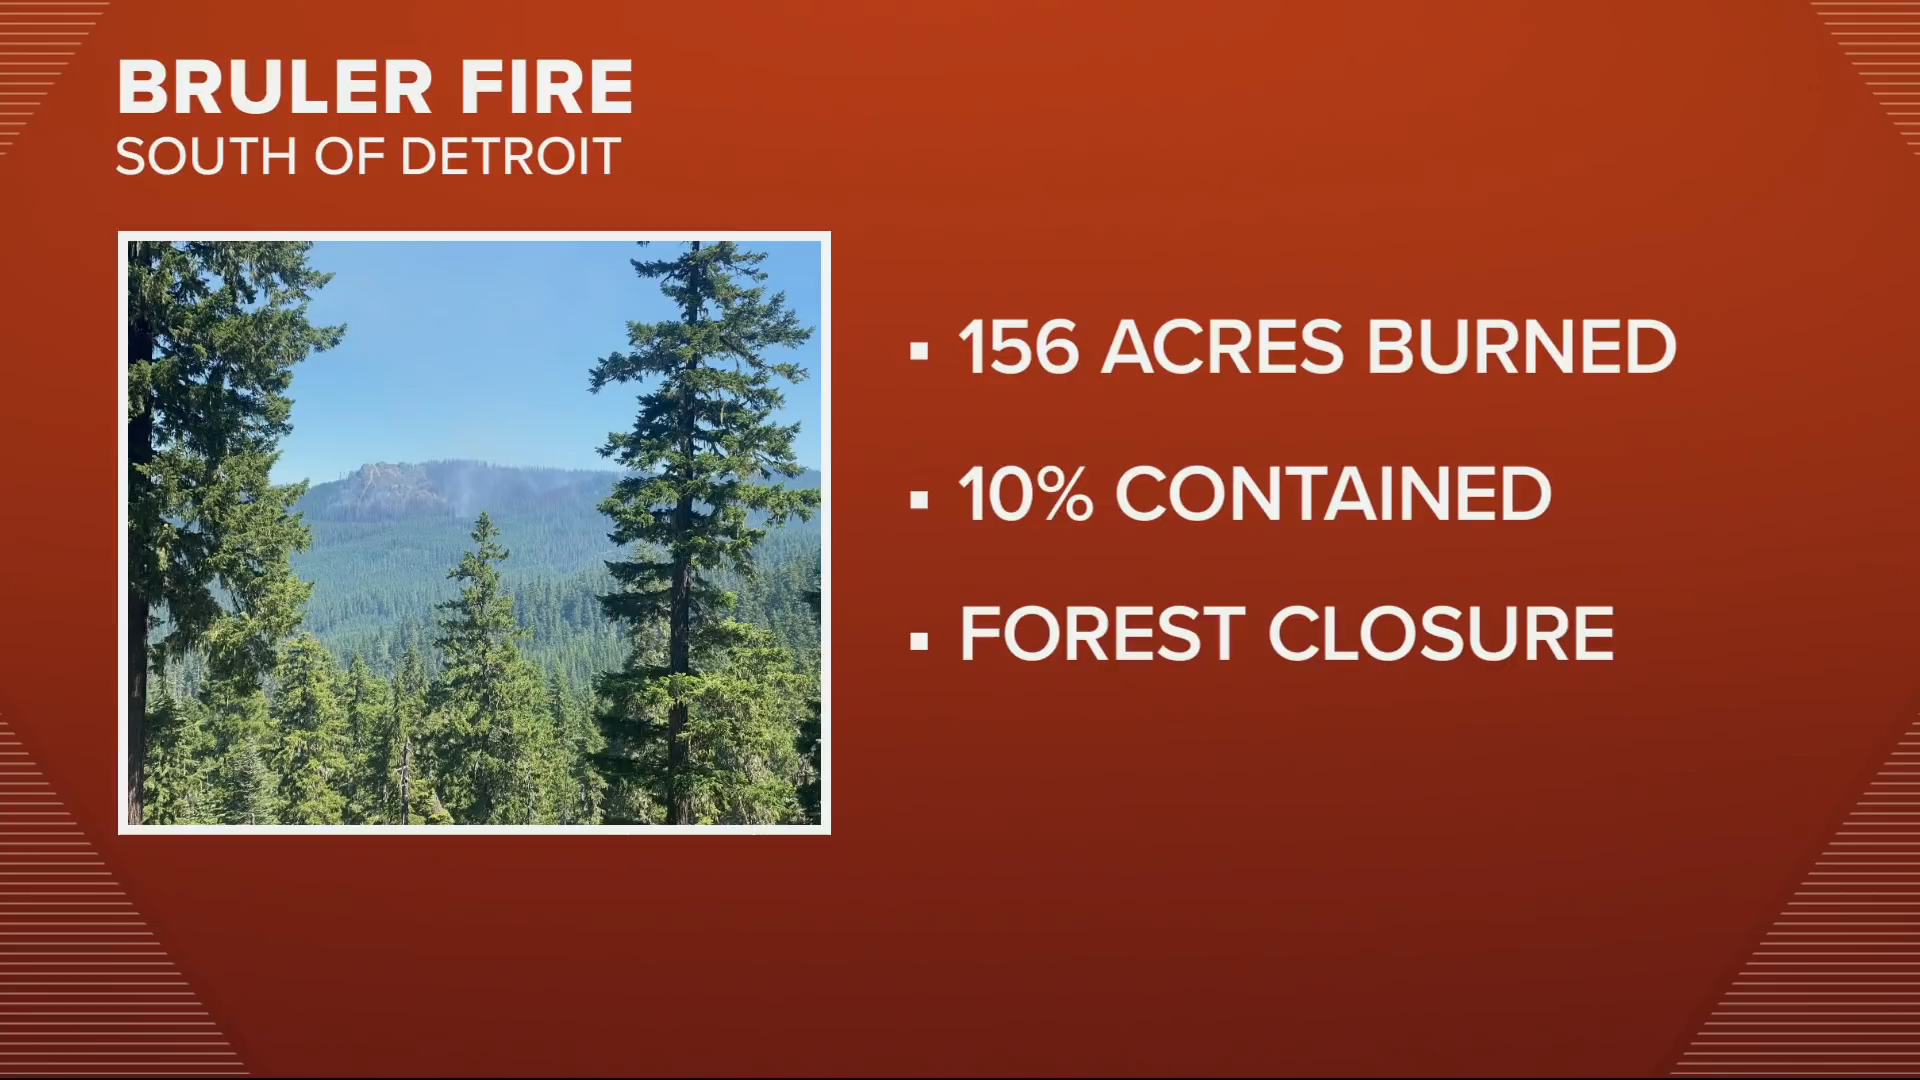 BRULER FIRE
SOUTH OF DETROIT
▪ 156 ACRES BURNED
▪ 10% CONTAINED
▪ FOREST CLOSURE